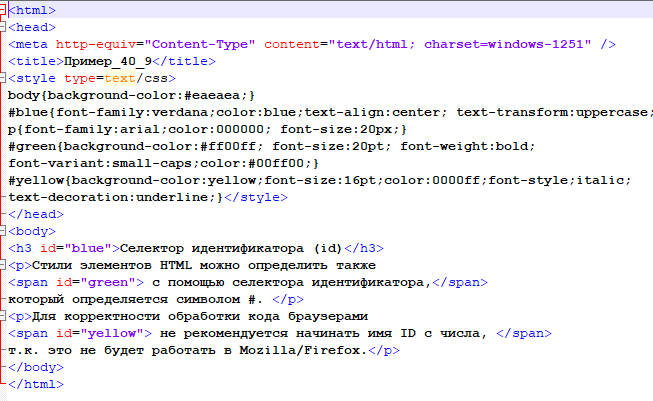 <html>
<head>
<meta http-equiv="Content-Type" content="text/html; charset=windows-1251" />
<title>Пример_40_9</title>
<style type=text/css>
body{background-color:#eaeaea;}
#blue{font-family:verdana;color:blue;text-align:center; text-transform:uppercase;
p{font-family:arial;color:000000; font-size:20px;}
#green{background-color:#ff00ff; font-size:20pt; font-weight:bold;
font-variant:small-caps;color:#00ff00;}
#yellow{background-color:yellow;font-size:16pt;color:0000ff;font-style;italic;
text-decoration:underline;}</style>
</head>
<body>
<h3 id="blue">Селектор идентификатора (id)</h3>
<p>Стили элементов HTML можно определить также
<span id="green"> с помощью селектора идентификатора,</span>
который определяется символом #. </p>
<p>Для корректности обработки кода браузерами
<span id="yellow"> не рекомендуется начинать имя ID с числа, </span>
т.к. это не будет работать в Mozilla/Firefox.</p>
</body>
</html>